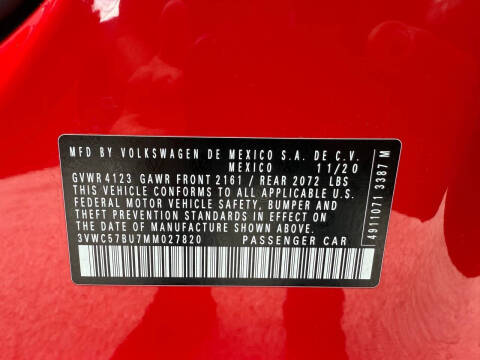 MFD BY VOLKSWAGEN DE MEXICO S.A. DE C.V.
MEXICO 11/20
GVWR 4123 GAWR FRONT 2161 / REAR 2072 LBS
THIS VEHICLE CONFORMS TO ALL APPLICABLE U.S.
FEDERAL MOTOR VEHICLE SAFETY, BUMPER AND
THEFT PREVENTION STANDARDS IN EFFECT ON
THE DATE OF MANUFACTURE SHOWN ABOVE.
3VWC57BU7MM027820 PASSENGER CAR
4911071 3387 M